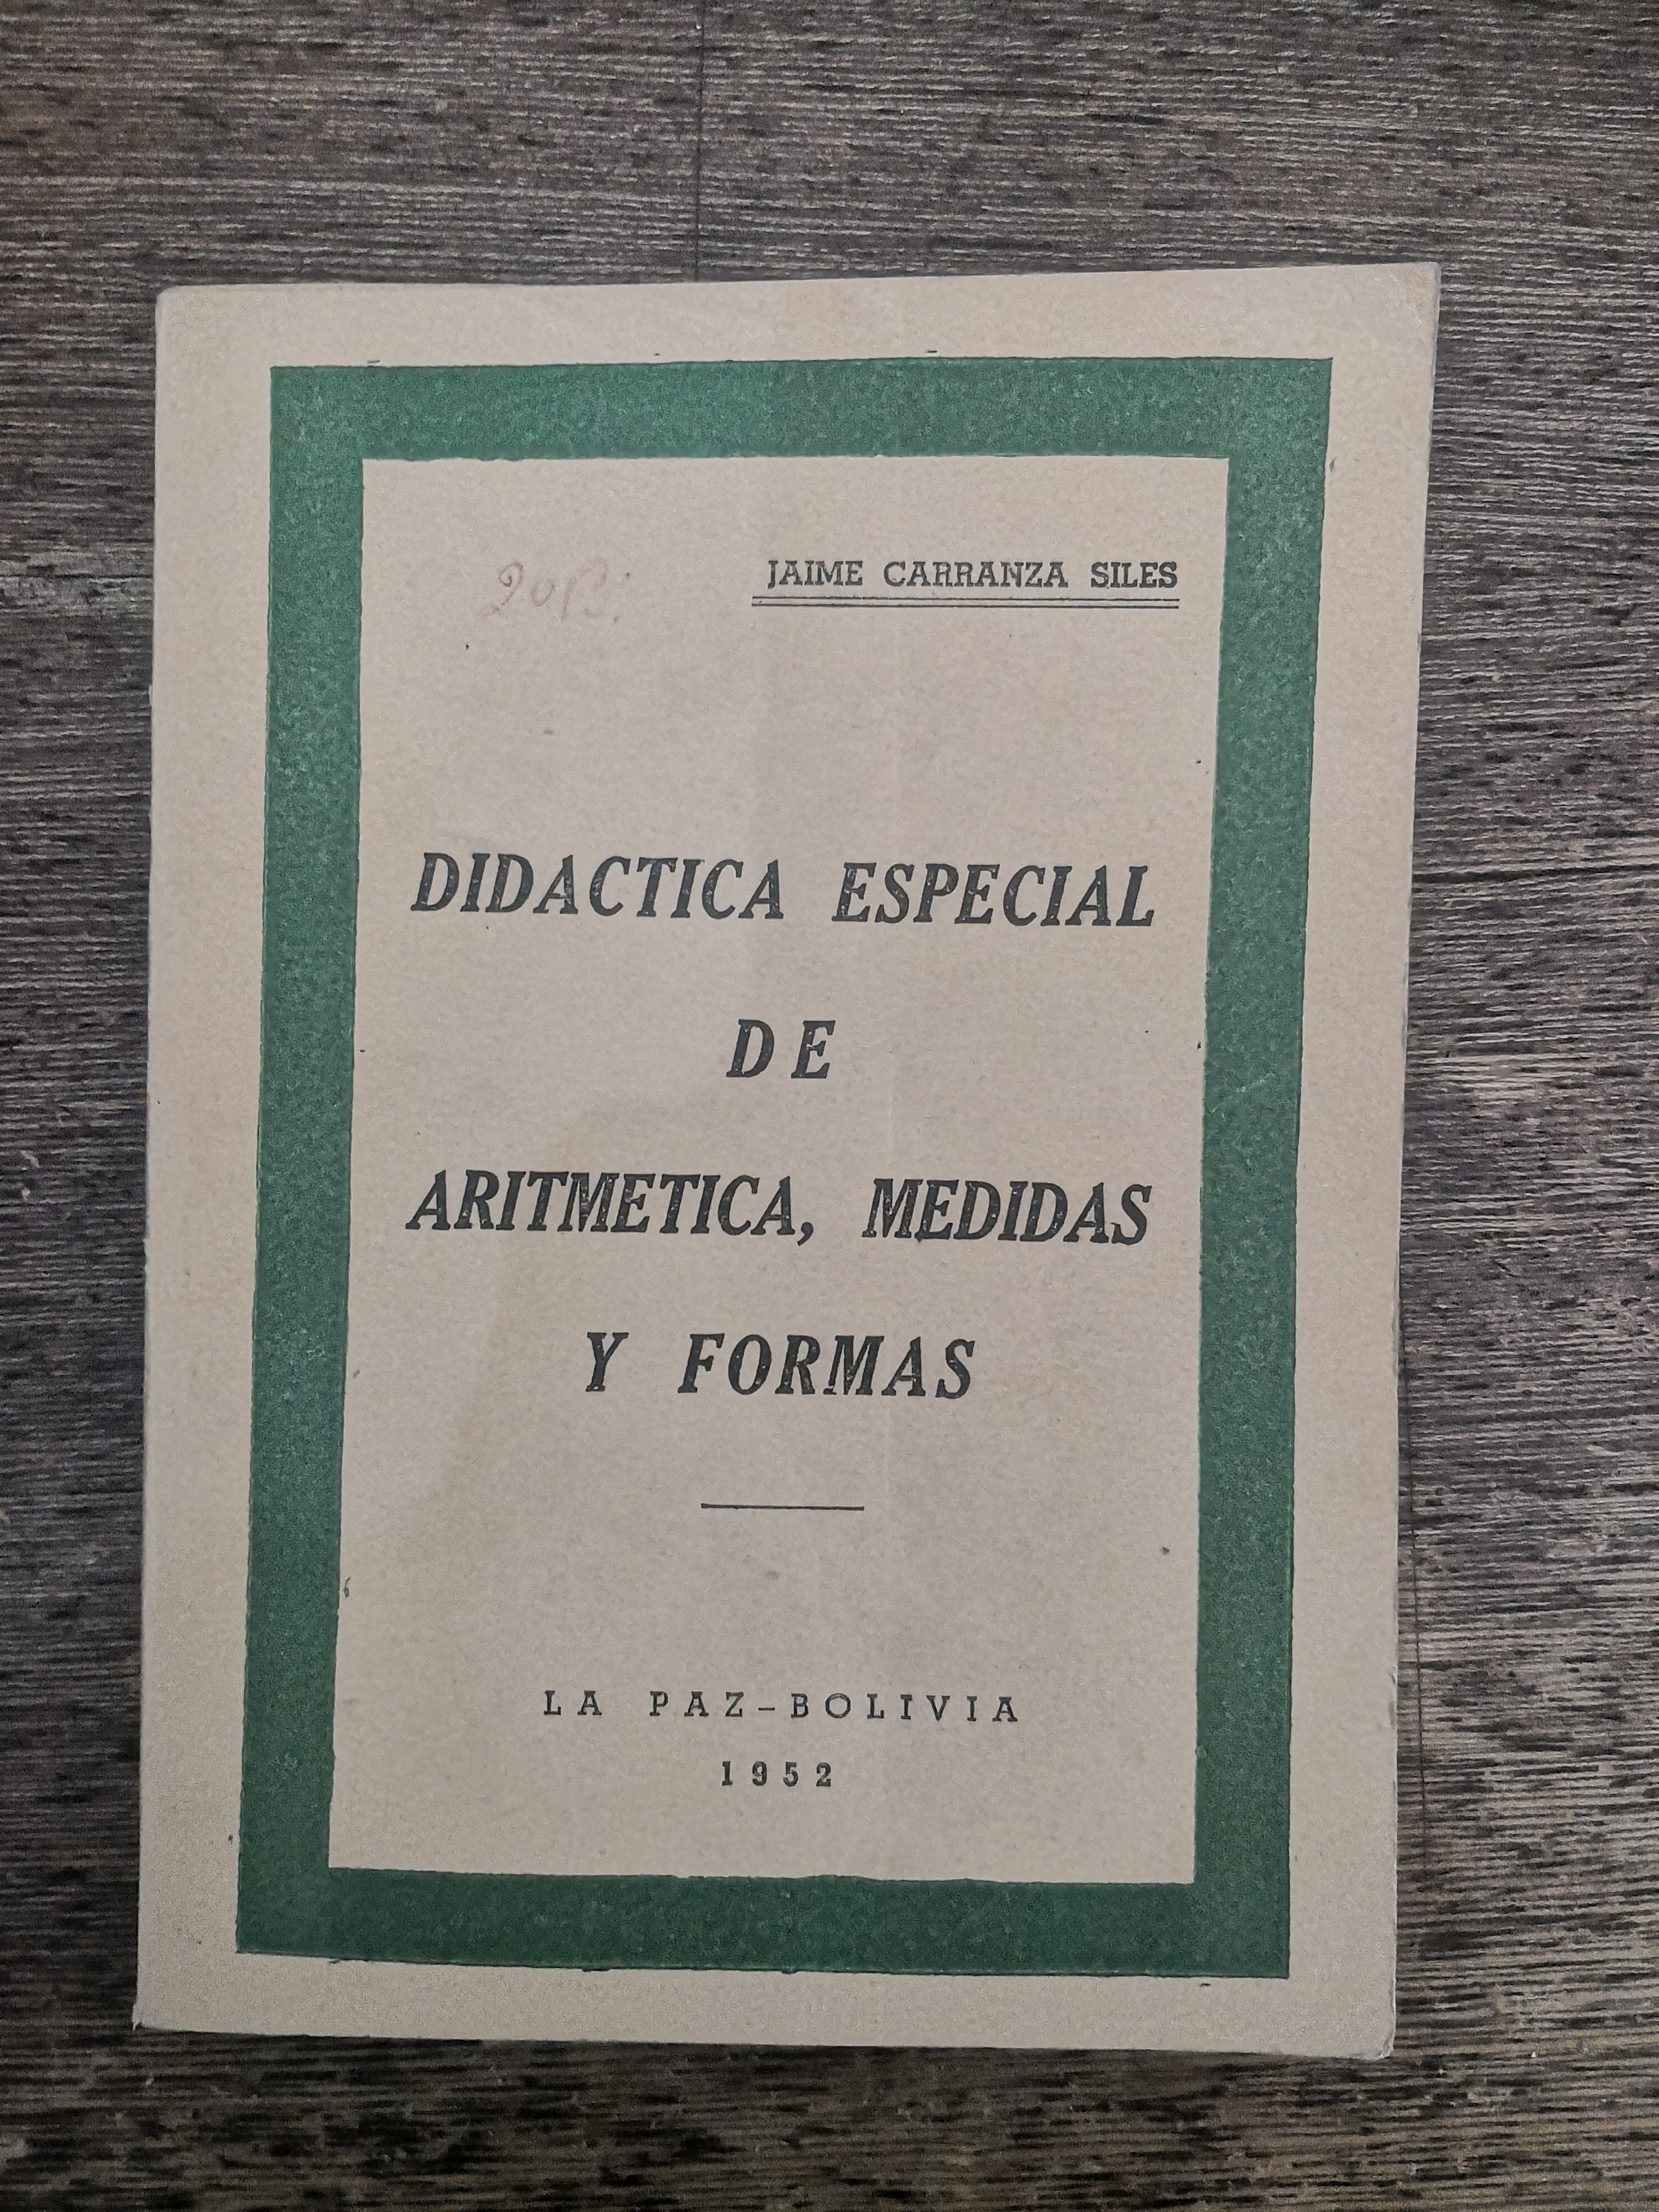 JAIME CARRANZA SILES
DIDACTICA ESPECIAL
DE
ARITMETICA, MEDIDAS
Y FORMAS
LA PAZ-BOLIVIA
1952